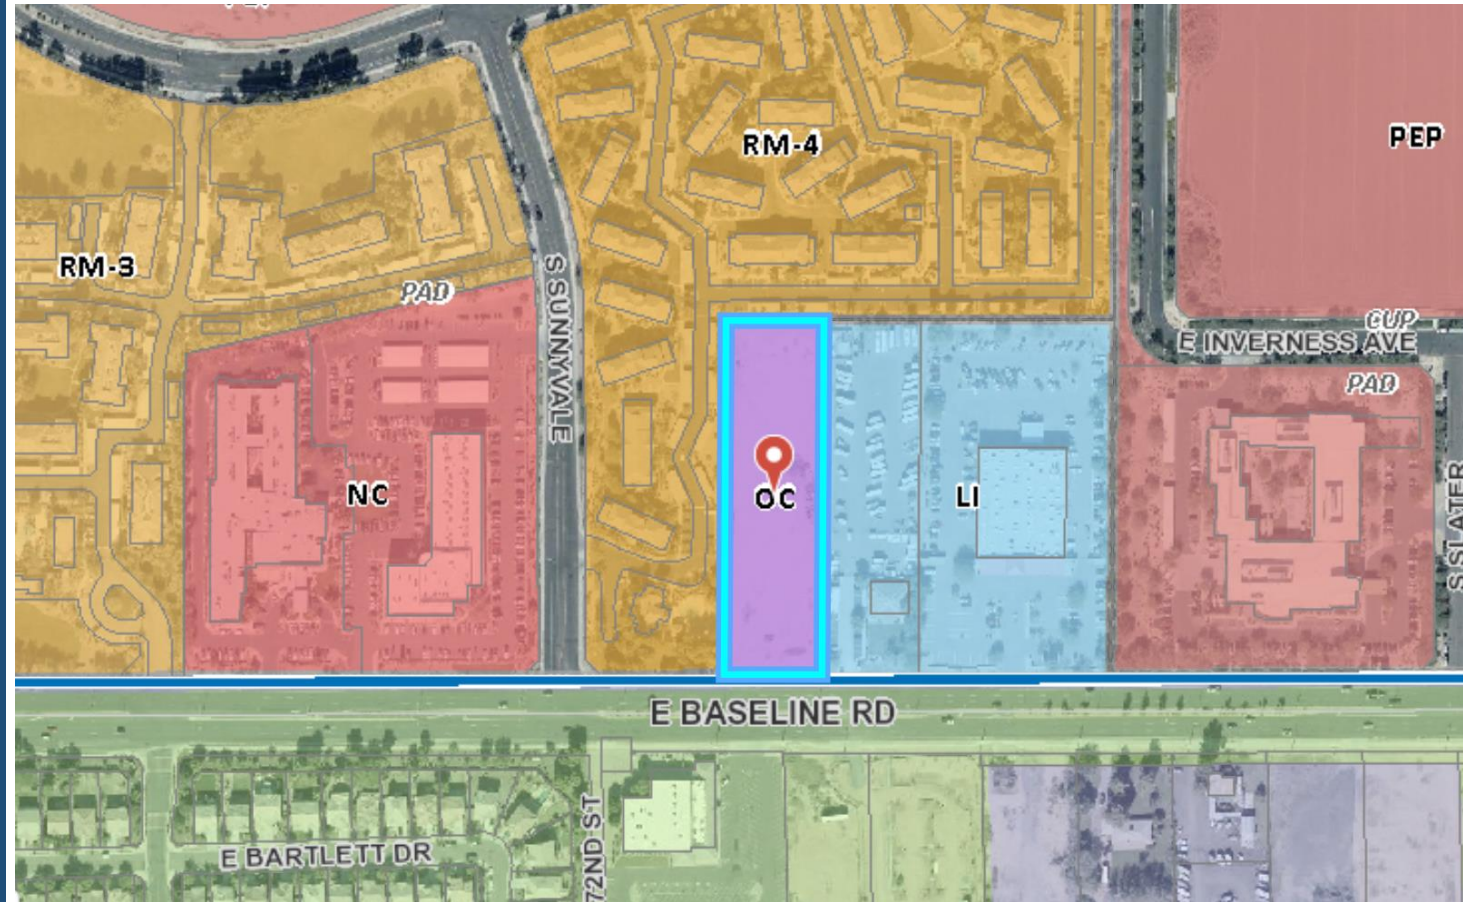 RM-4
PEP
RM-3
PAD
S SUNNYVALE
CUP
E INVERNESS AVE
PAD
NC
OC
LI
S SLATER
E BASELINE RD
E BARTLETT DR
72ND ST